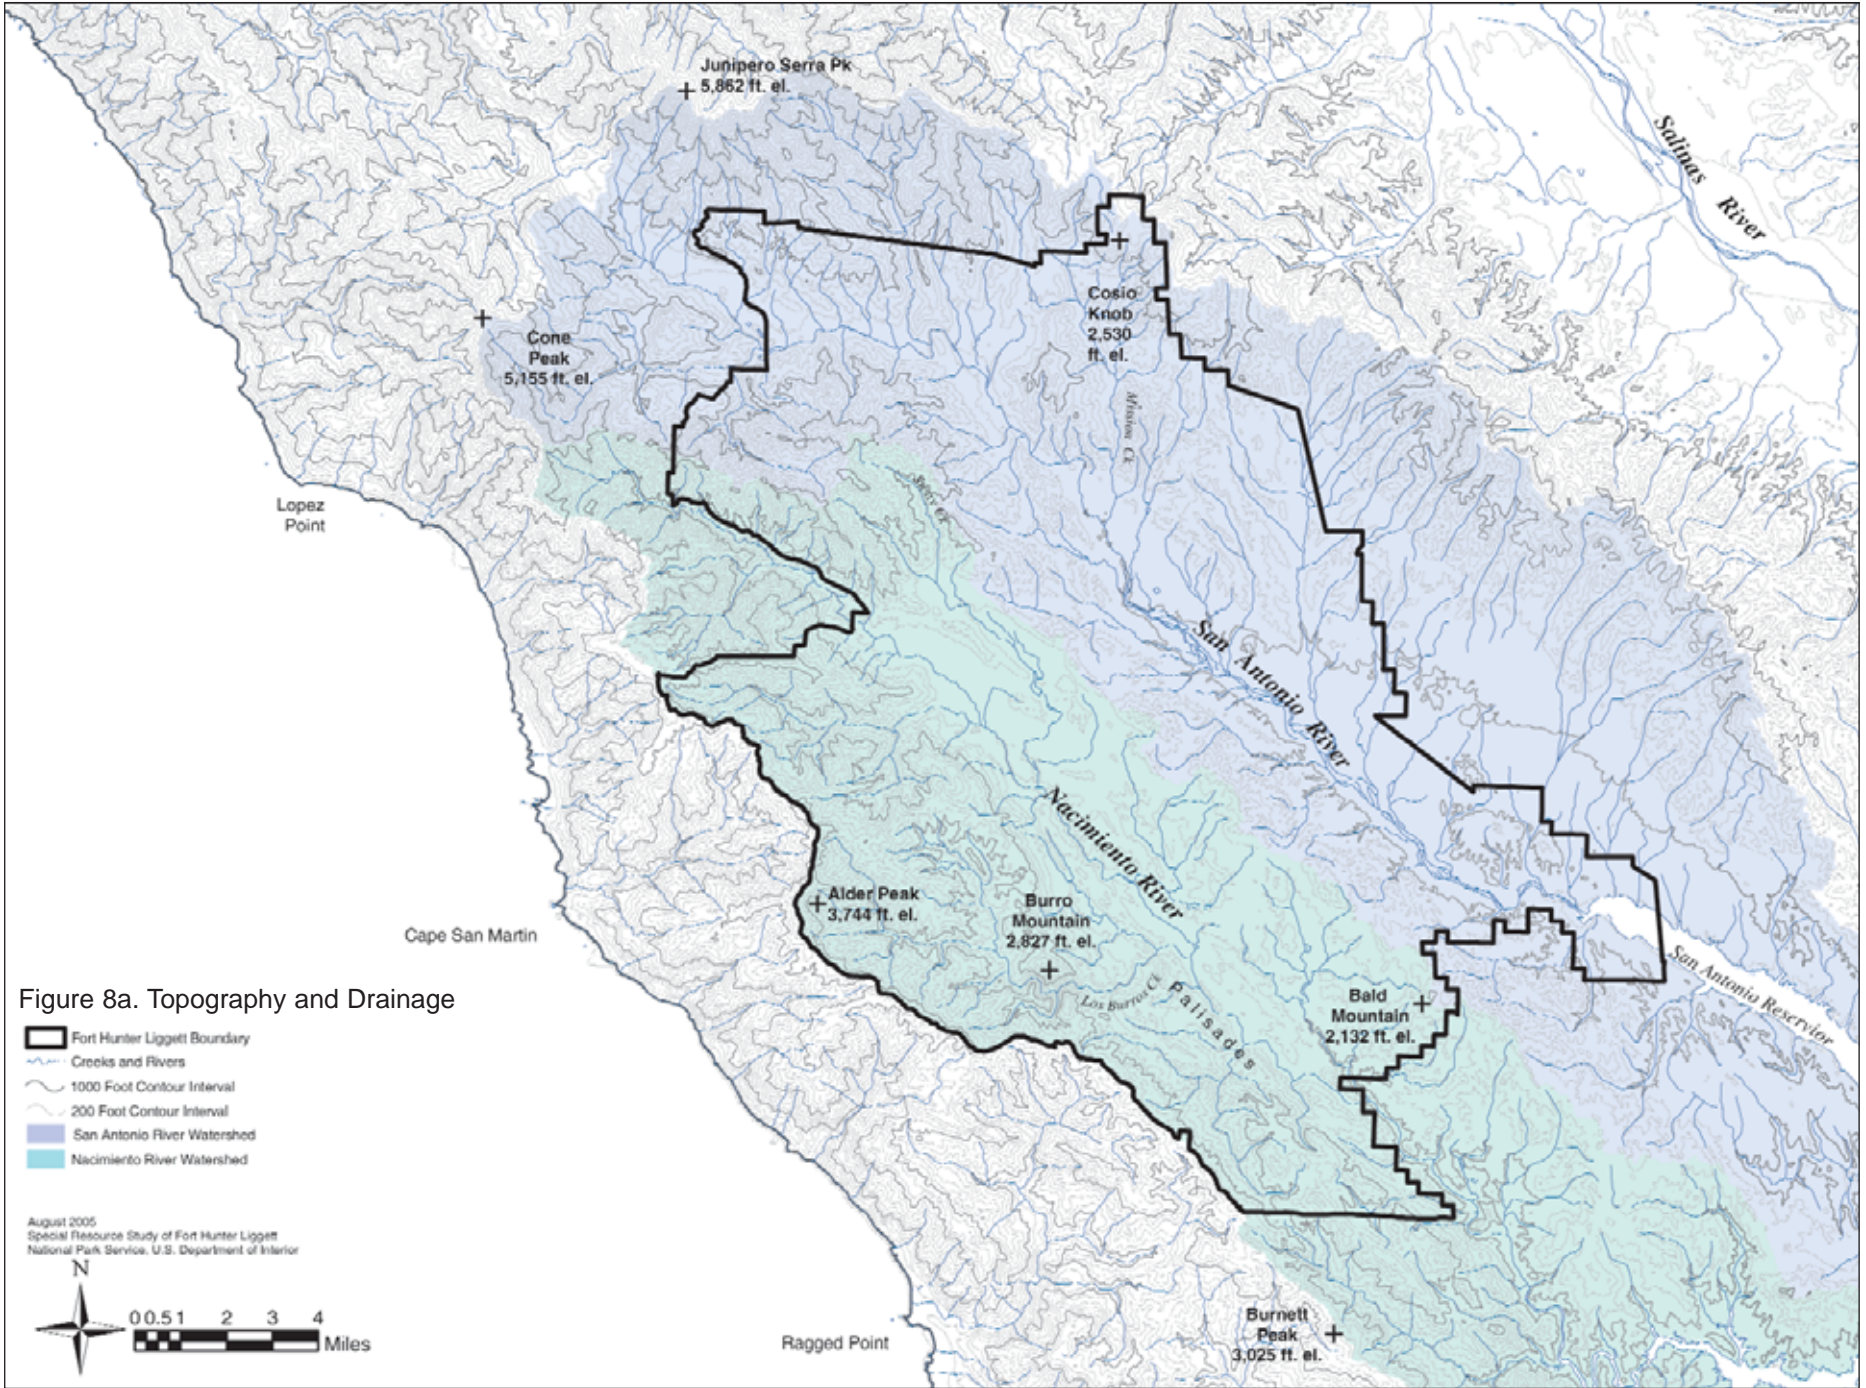 Junipero Serra Pk
5,862 ft. el.
Salinas River
Cosio
Knob
2,530
ft. el.
Cone
Peak
5,155 ft. el.
Mission Ck
Lopez
Point
San Antonio River
Nacimiento River
Alder Peak
3,744 ft. el.
Burro
Mountain
2,827 ft. el.
Cape San Martin
Los Burros Ck
Palisades
Bald
Mountain
2,132 ft. el.
San Antonio Reservior
Figure 8a. Topography and Drainage
Fort Hunter Liggett Boundary
Creeks and Rivers
1000 Foot Contour Interval
200 Foot Contour Interval
San Antonio River Watershed
Nacimiento River Watershed
August 2005
Special Resource Study of Fort Hunter Liggett
National Park Service, U.S. Department of Interior
N
0 0.5 1 2 3 4
Miles
Ragged Point
Burnett
Peak
3,025 ft. el.